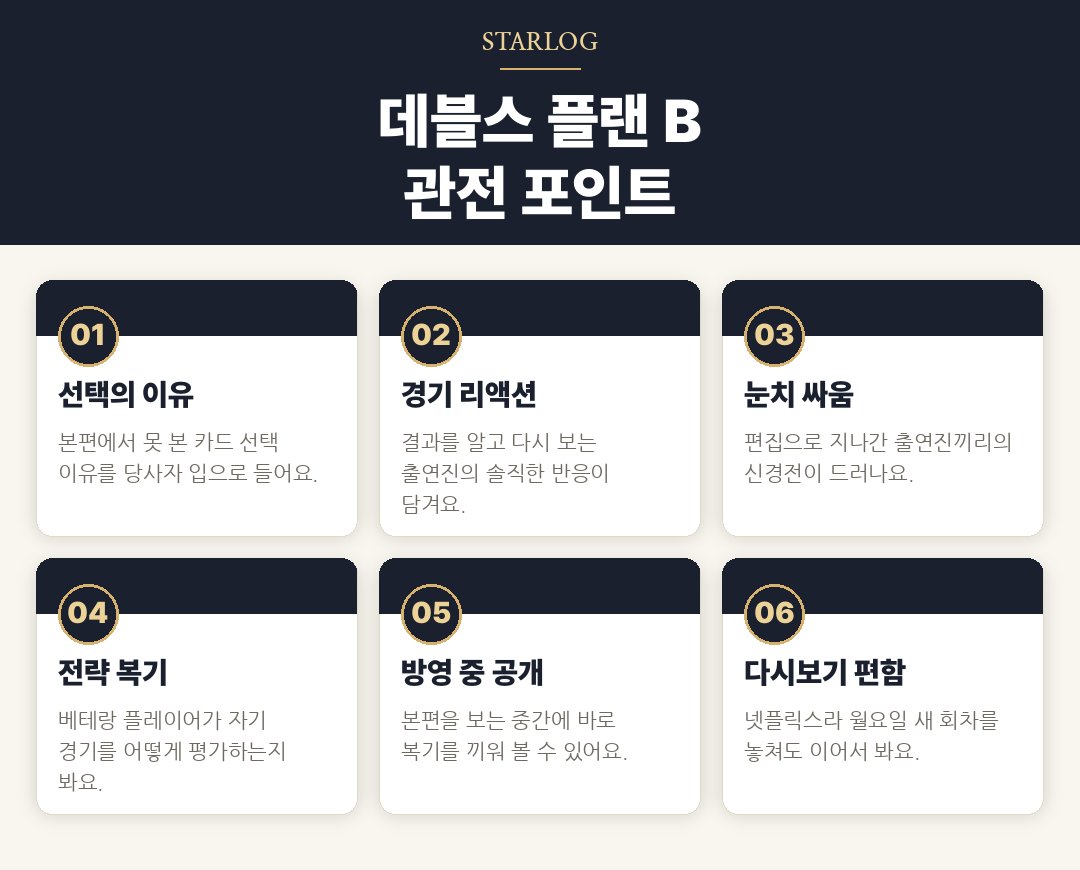 STARLOG
데블스 플랜 B
관전 포인트
01
선택의 이유
본편에서 못 본 카드 선택
이유를 당사자 입으로 들어요.
02
경기 리액션
결과를 알고 다시 보는
출연진의 솔직한 반응이
담겨요.
03
눈치 싸움
편집으로 지나간 출연진끼리의
신경전이 드러나요.
04
전략 복기
베테랑 플레이어가 자기
경기를 어떻게 평가하는지
봐요.
05
방영 중 공개
본편을 보는 중간에 바로
복기를 끼워 볼 수 있어요.
06
다시보기 편함
넷플릭스라 월요일 새 회차를
놓쳐도 이어서 봐요.